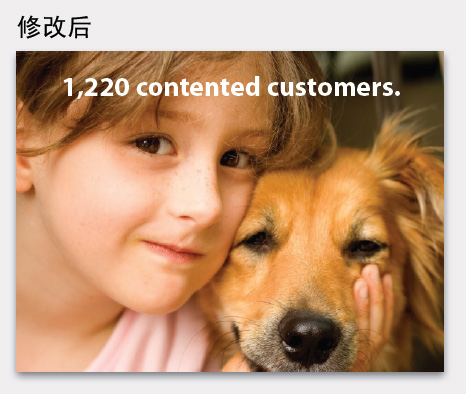 修改后
1,220 contented customers.